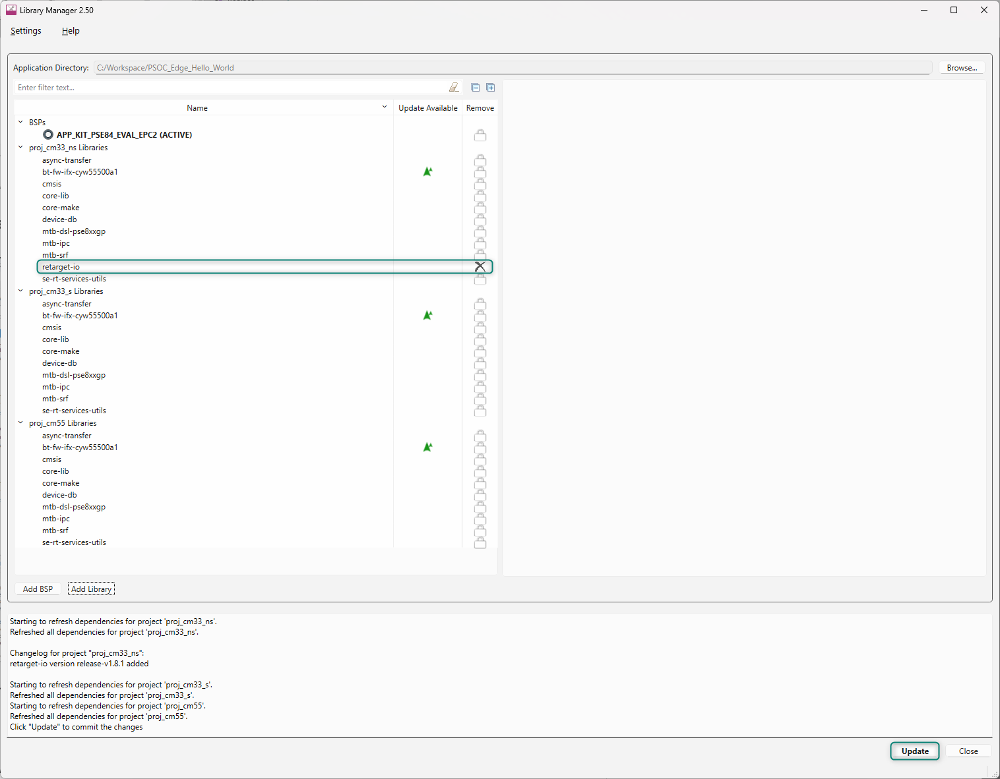 Library Manager 2.50
Settings Help
Application Directory: C:/Workspace/PSOC_Edge_Hello_World Browse...
Enter filter text...
Name Update Available Remove
BSPs
APP_KIT_PSE84_EVAL_EPC2 (ACTIVE)
proj_cm33_ns Libraries
async-transfer
bt-fw-ifx-cyw55500a1
cmsis
core-lib
core-make
device-db
mtb-dsl-pse8xxgp
mtb-ipc
mtb-srf
retarget-io
se-rt-services-utils
proj_cm33_s Libraries
async-transfer
bt-fw-ifx-cyw55500a1
cmsis
core-lib
core-make
device-db
mtb-dsl-pse8xxgp
mtb-ipc
mtb-srf
se-rt-services-utils
proj_cm55 Libraries
async-transfer
bt-fw-ifx-cyw55500a1
cmsis
core-lib
core-make
device-db
mtb-dsl-pse8xxgp
mtb-ipc
mtb-srf
se-rt-services-utils
Add BSP Add Library
Starting to refresh dependencies for project 'proj_cm33_ns'.
Refreshed all dependencies for project 'proj_cm33_ns'.
Changelog for project "proj_cm33_ns":
retarget-io version release-v1.8.1 added
Starting to refresh dependencies for project 'proj_cm33_s'.
Refreshed all dependencies for project 'proj_cm33_s'.
Starting to refresh dependencies for project 'proj_cm55'.
Refreshed all dependencies for project 'proj_cm55'.
Click "Update" to commit the changes
Update Close